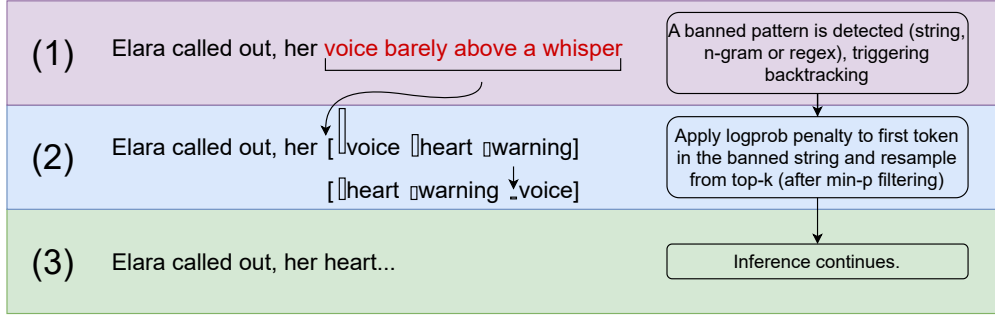 (1)
Elara called out, her voice barely above a whisper
A banned pattern is detected (string,
n-gram or regex), triggering
backtracking
(2)
Elara called out, her [voice heart warning]
[heart warning voice]
Apply logprob penalty to first token
in the banned string and resample
from top-k (after min-p filtering)
(3)
Elara called out, her heart...
Inference continues.